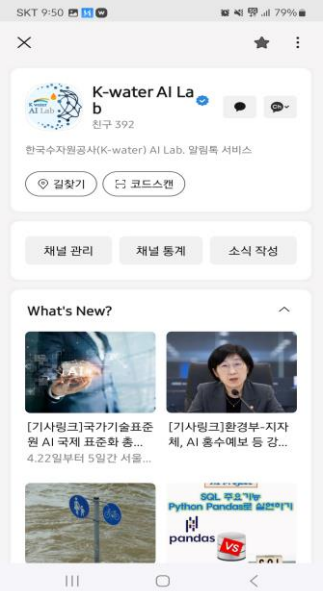 SKT 9:50
79%
K-water AI La
b
친구 392
K-water
AI Lab
Ch
한국수자원공사(K-water) AI Lab. 알림톡 서비스
길찾기
코드스캔
채널 관리
채널 통계
소식 작성
What's New?
AI
[기사링크]국가기술표준
원 AI 국제 표준화 총...
4.22일부터 5일간 서울...
[기사링크]환경부-지자
체, AI 홍수예보 등 강...
SQL 주요기능
Python Pandas로 실현하기
pandas
VS